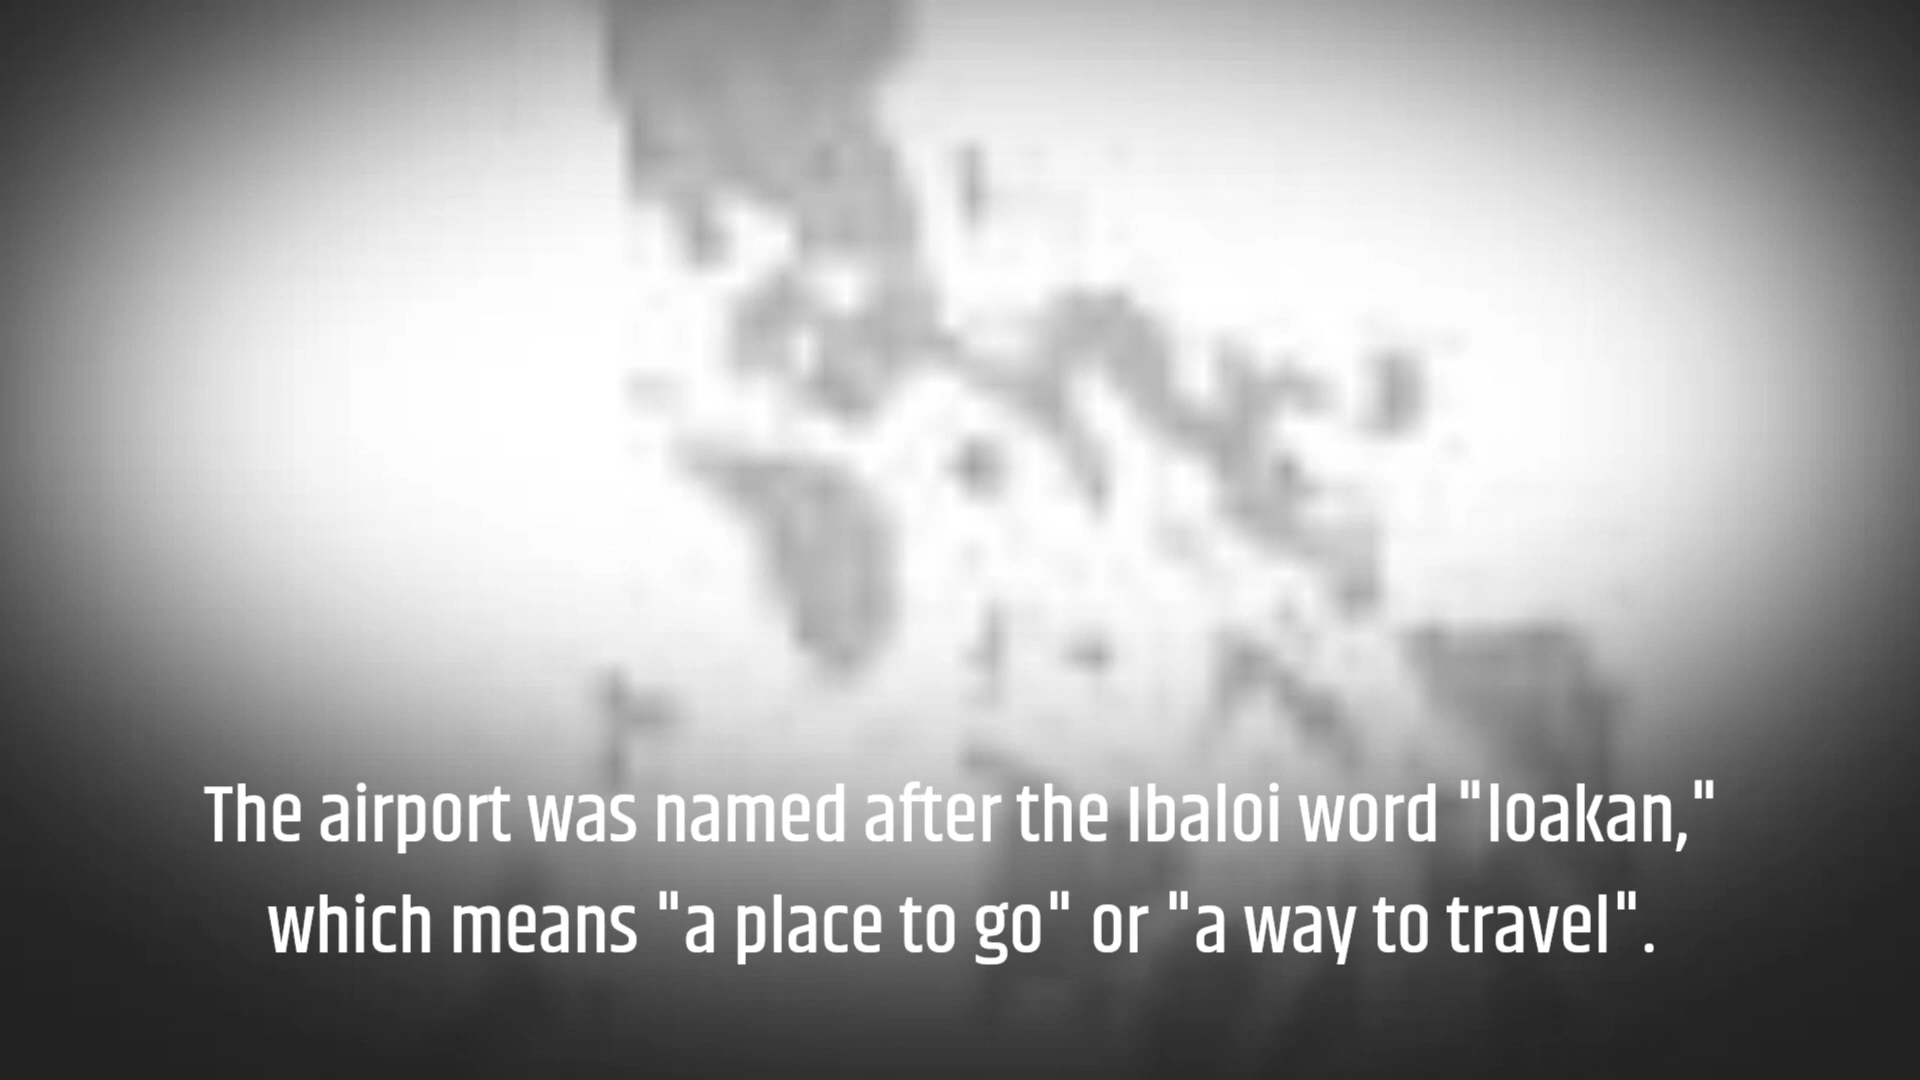 The airport was named after the Ibaloi word "loakan,"
which means "a place to go" or "a way to travel".